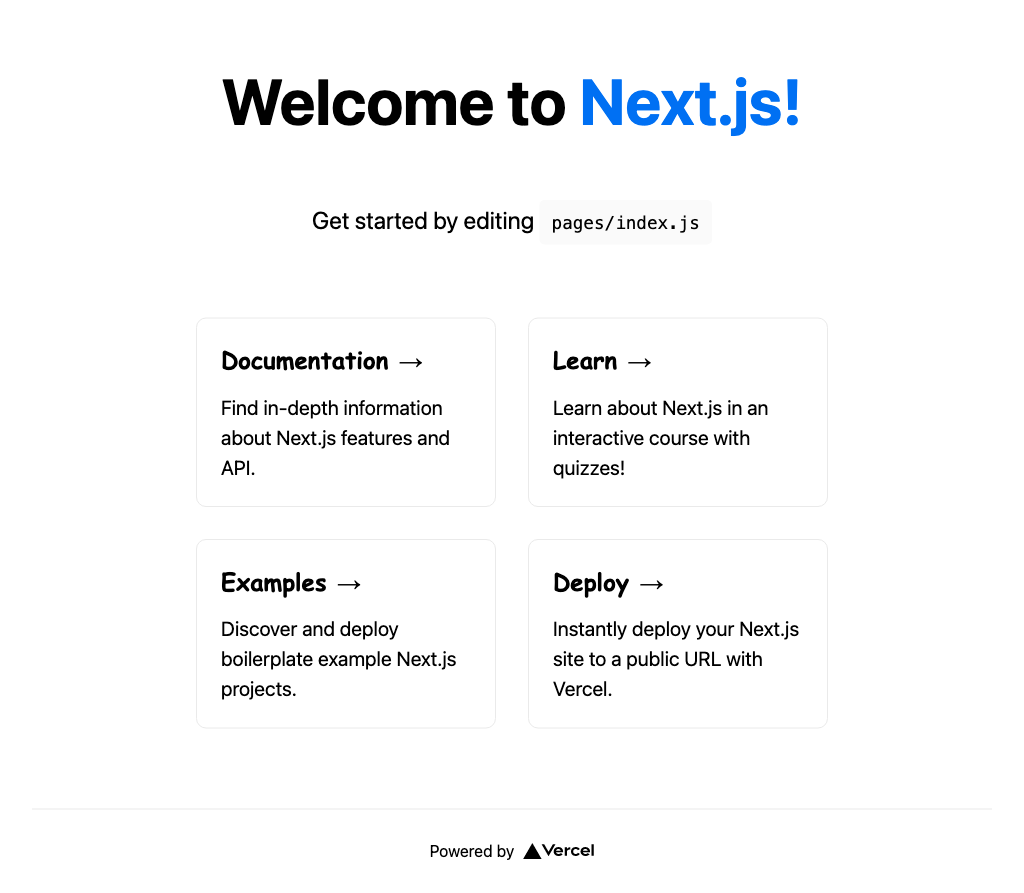 Welcome to Next.js!
Get started by editing pages/index.js
Documentation →
Find in-depth information
about Next.js features and
API.
Learn →
Learn about Next.js in an
interactive course with
quizzes!
Examples →
Discover and deploy
boilerplate example Next.js
projects.
Deploy →
Instantly deploy your Next.js
site to a public URL with
Vercel.
Powered by Vercel